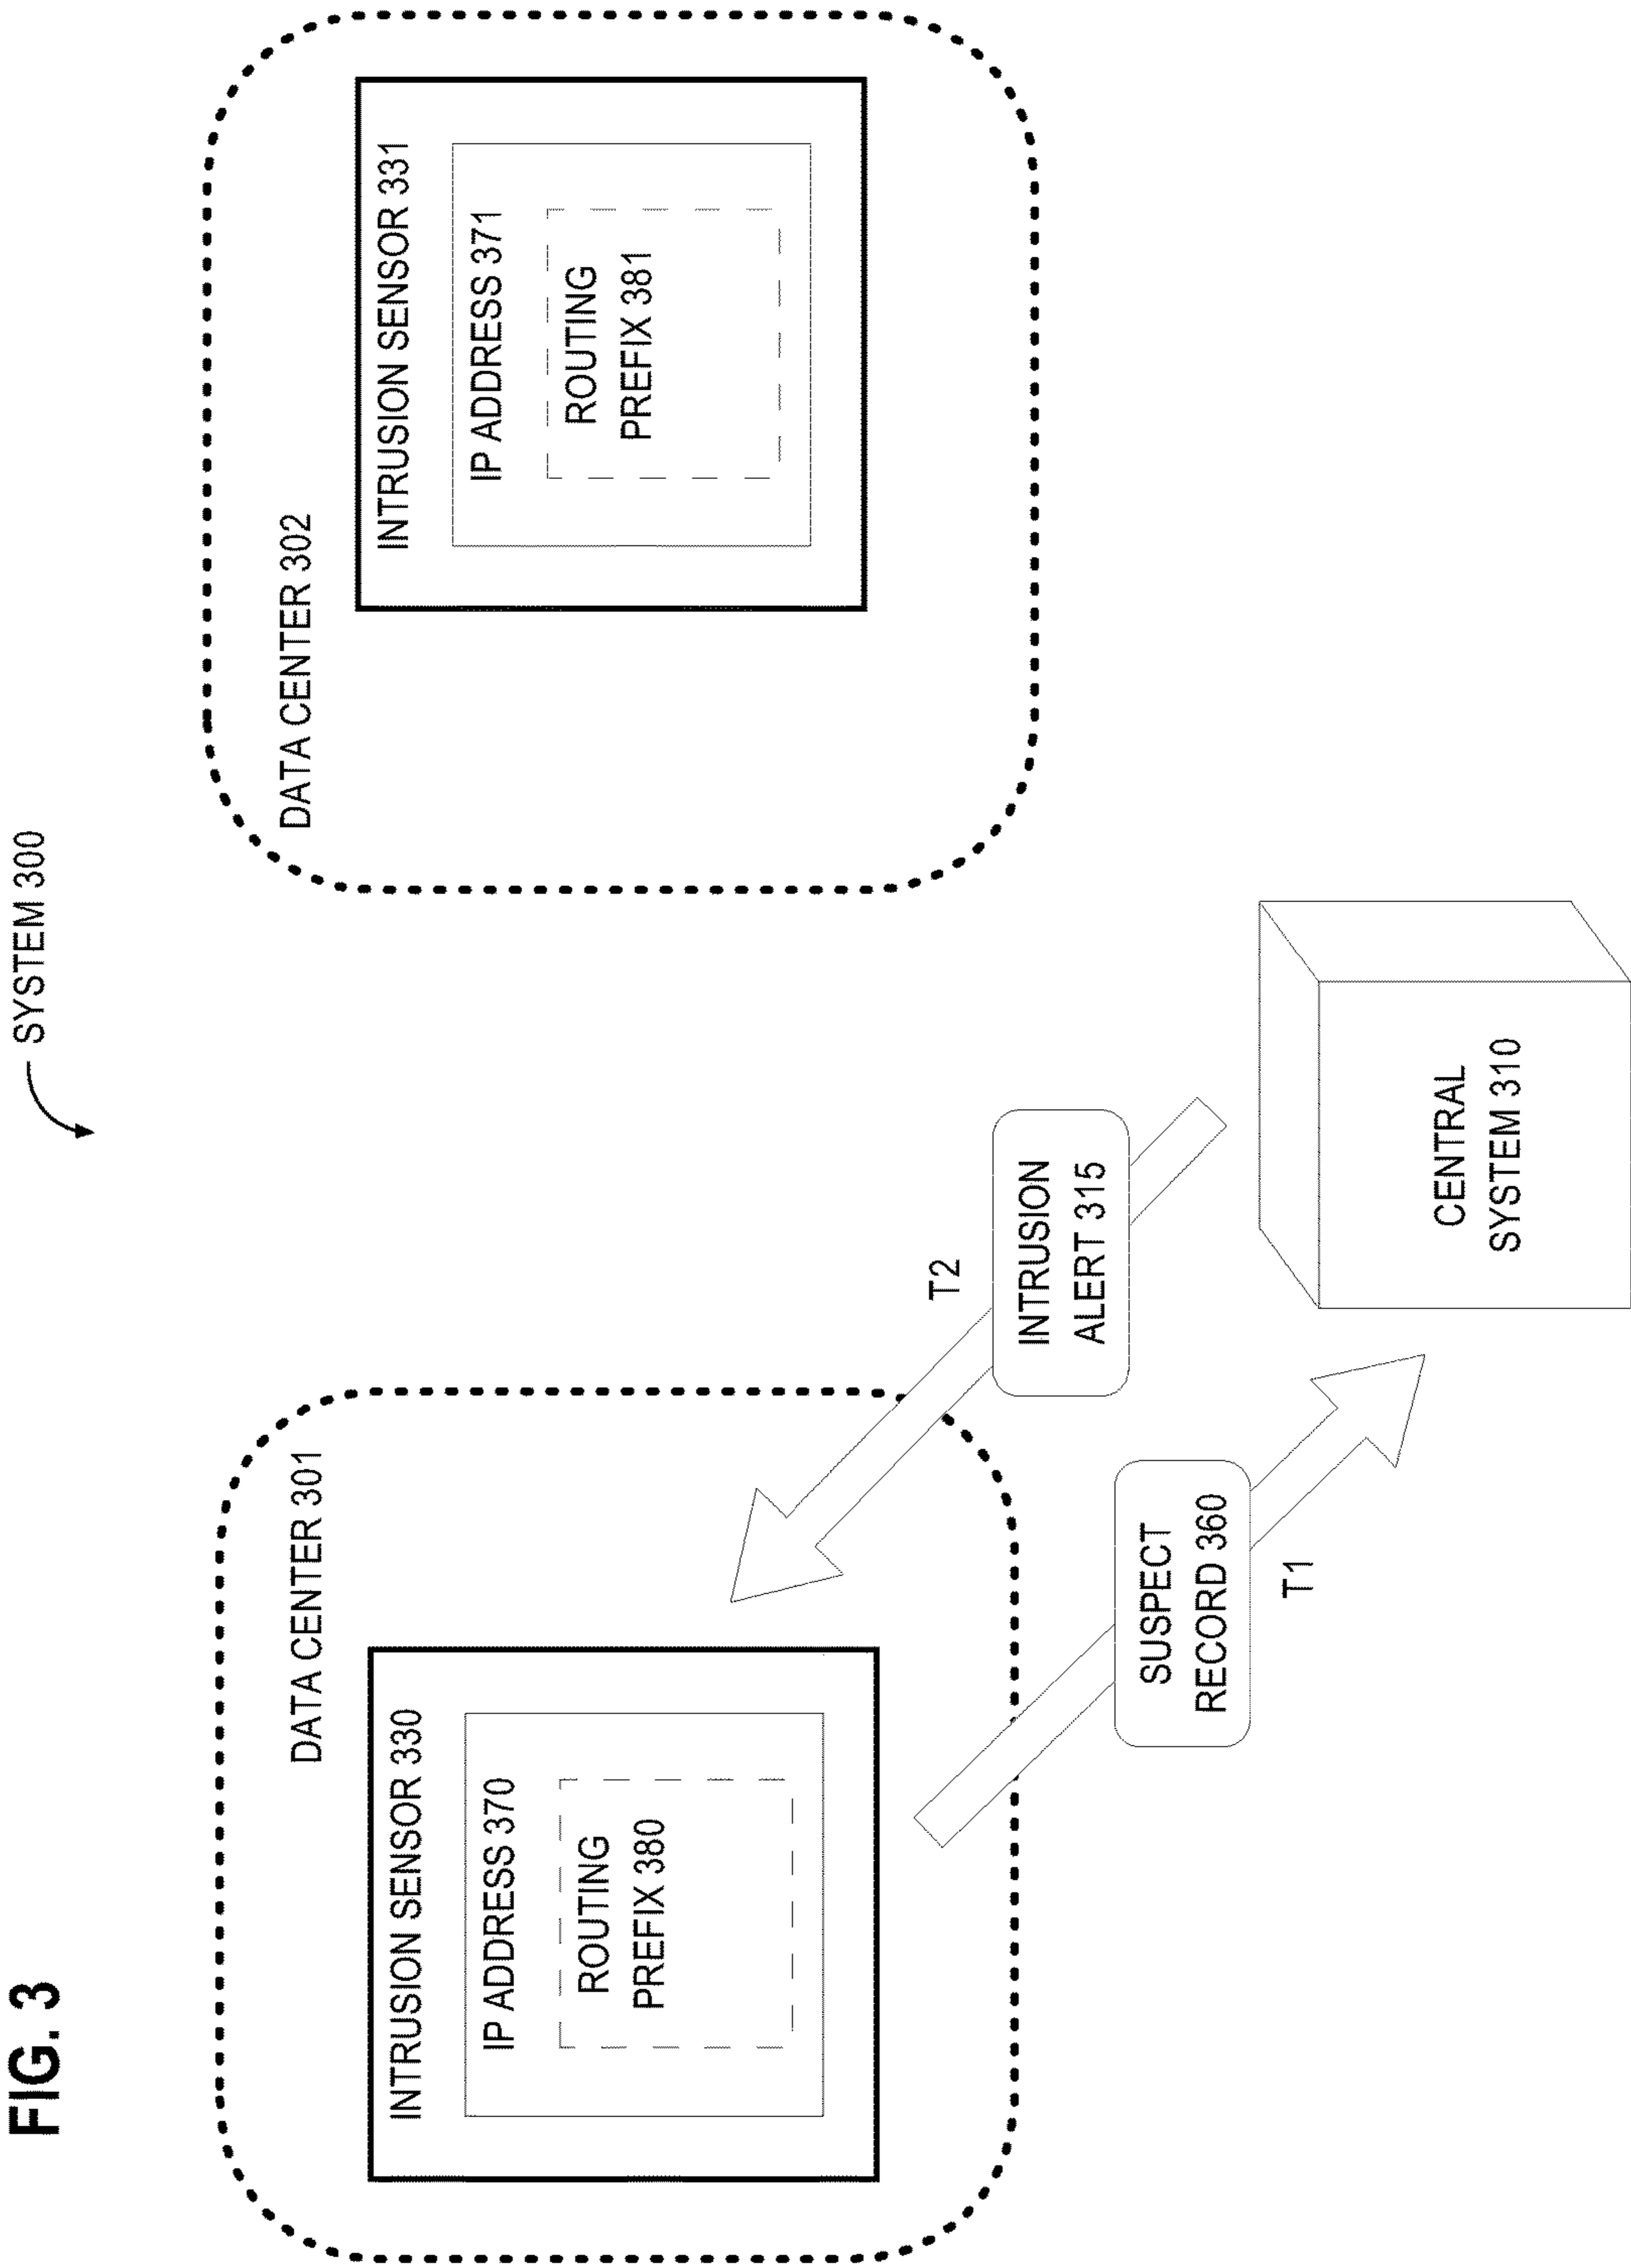 FIG. 3
SYSTEM 300
DATA CENTER 301
INTRUSION SENSOR 330
IP ADDRESS 370
ROUTING
PREFIX 380
DATA CENTER 302
INTRUSION SENSOR 331
IP ADDRESS 371
ROUTING
PREFIX 381
T2
INTRUSION
ALERT 315
SUSPECT
RECORD 360
T1
CENTRAL
SYSTEM 310